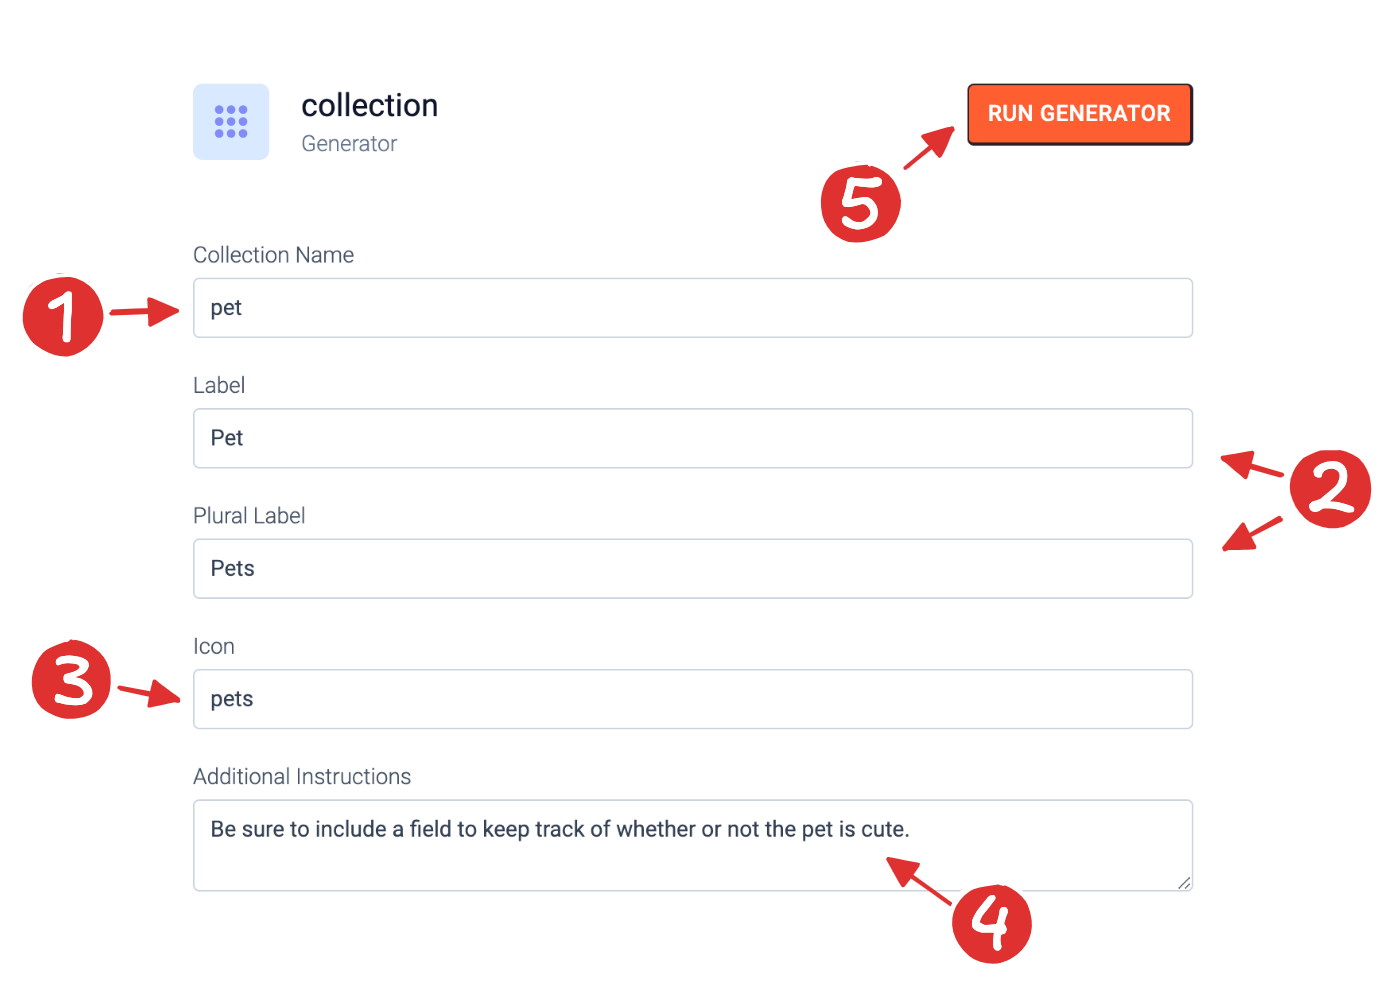 collection
Generator
RUN GENERATOR
5
Collection Name
1
pet
Label
Pet
2
Plural Label
Pets
Icon
3
pets
Additional Instructions
Be sure to include a field to keep track of whether or not the pet is cute.
4